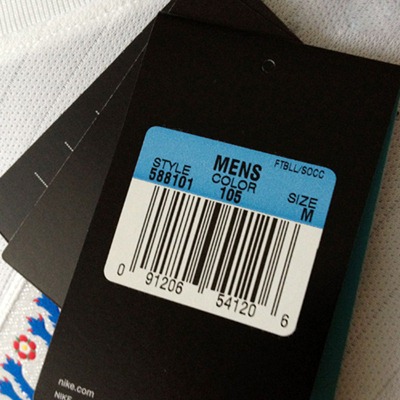 MENS
FTBLL/SOCC
STYLE COLOR SIZE
588101 105 M
0 91206 54120 6
nike.com
NIKE